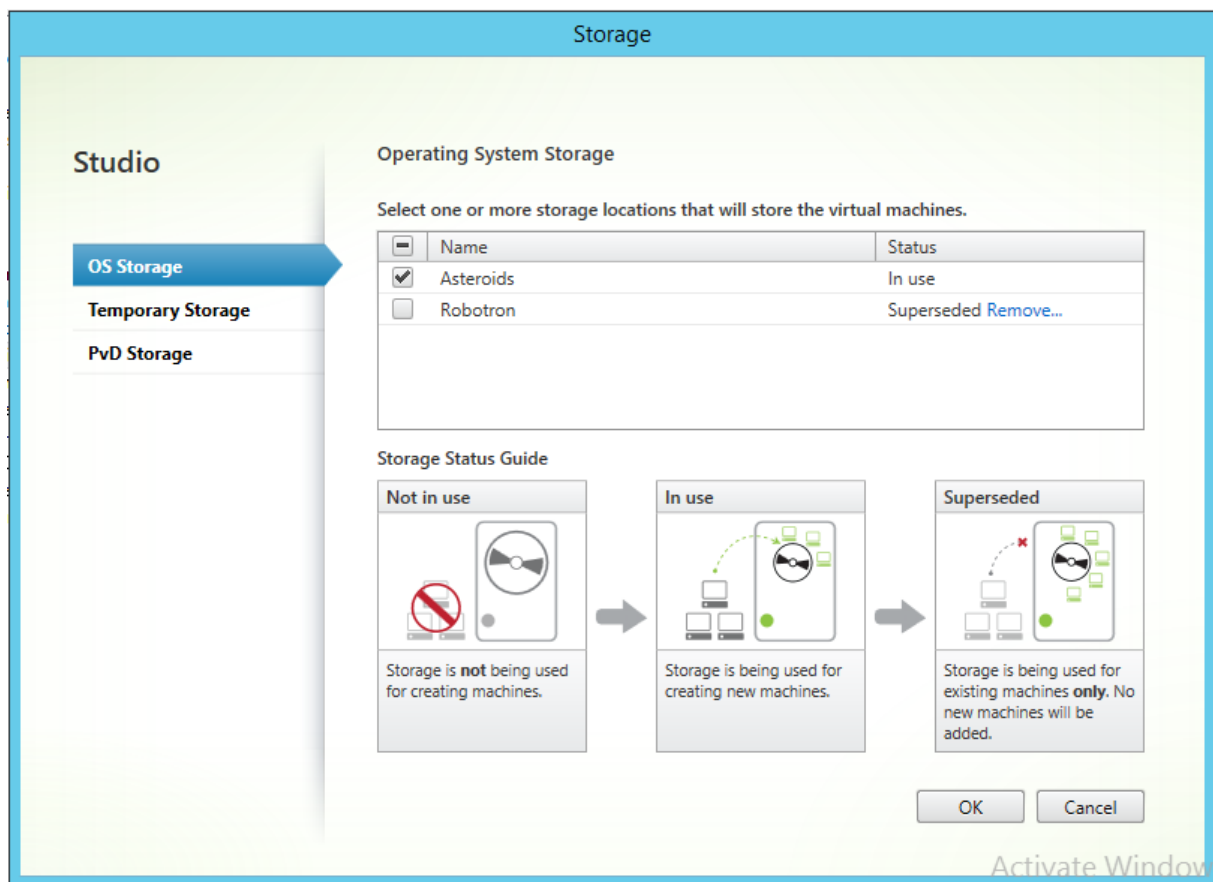 Storage
Studio
OS Storage
Temporary Storage
PvD Storage
Operating System Storage
Select one or more storage locations that will store the virtual machines.
Name Status
Asteroids In use
Robotron Superseded Remove...
Storage Status Guide
Not in use
Storage is not being used
for creating machines.
In use
Storage is being used for
creating new machines.
Superseded
Storage is being used for
existing machines only. No
new machines will be
added.
OK Cancel
Activate Window